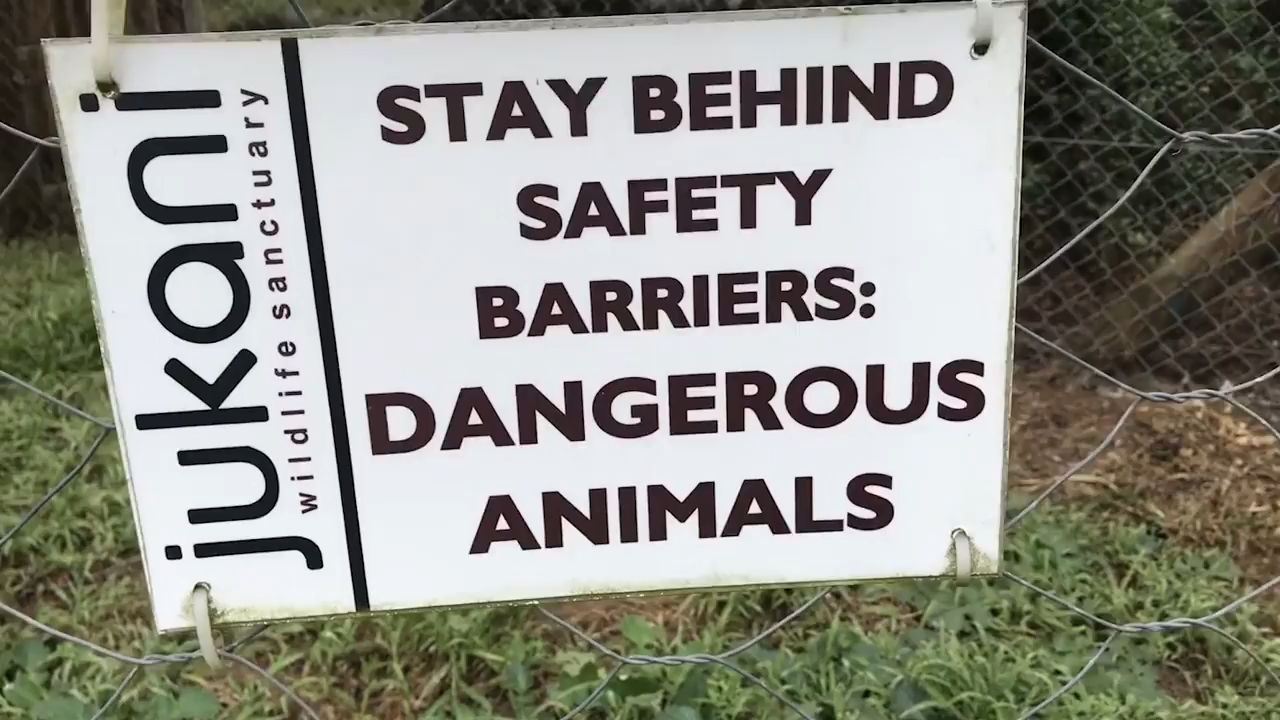 jukani
wildlife sanctuary
STAY BEHIND
SAFETY
BARRIERS:
DANGEROUS
ANIMALS